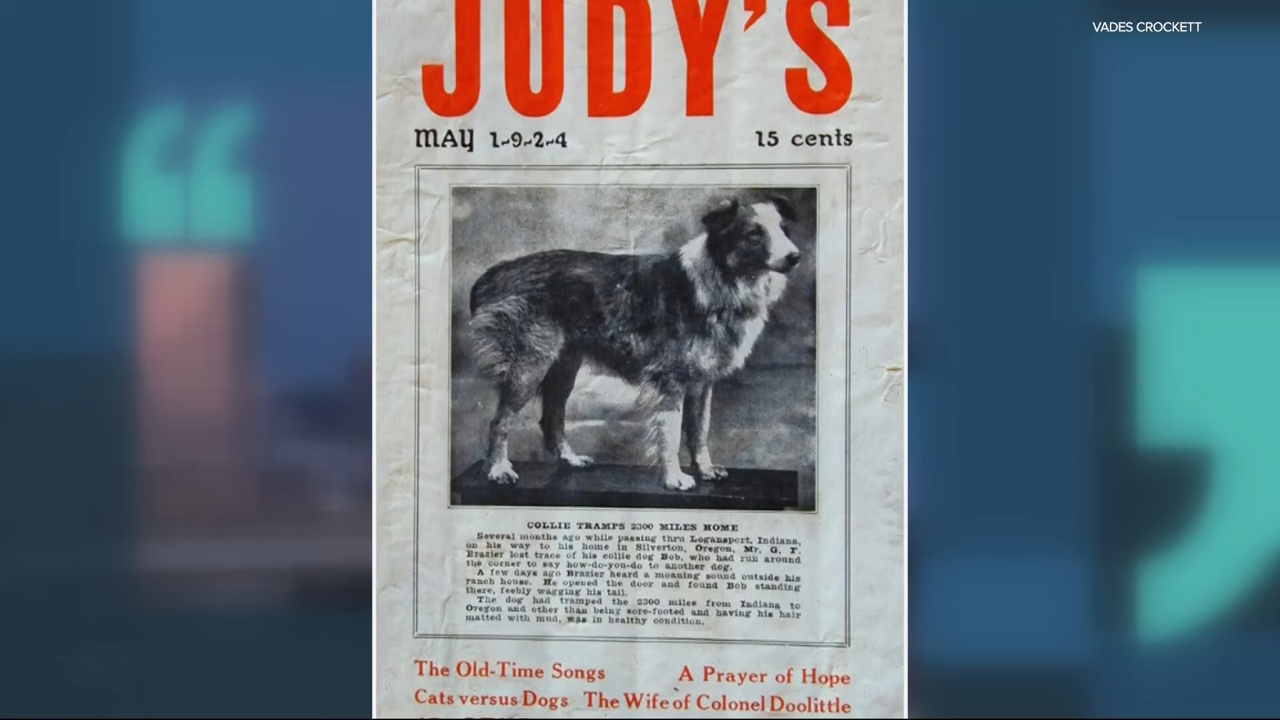 VADES CROCKETT
JUDY'S
MAY 1-9-2-4 15 cents
COLLIE TRAMPS 2300 MILES HOME
Several months ago while passing thru Logansport, Indiana,
on his way to his home in Silverton, Oregon, Mr. G. F.
Brazier lost trace of his collie dog Bob, who had run around
the corner to say how-do-you-do to another dog.
A few days ago Brazier heard a moaning sound outside his
ranch house. He opened the door and found Bob standing
there, feebly wagging his tail.
The dog had tramped the 2300 miles from Indiana to
Oregon and other than being sore-footed and having his hair
matted with mud, was in healthy condition.
The Old-Time Songs A Prayer of Hope
Cats versus Dogs The Wife of Colonel Doolittle